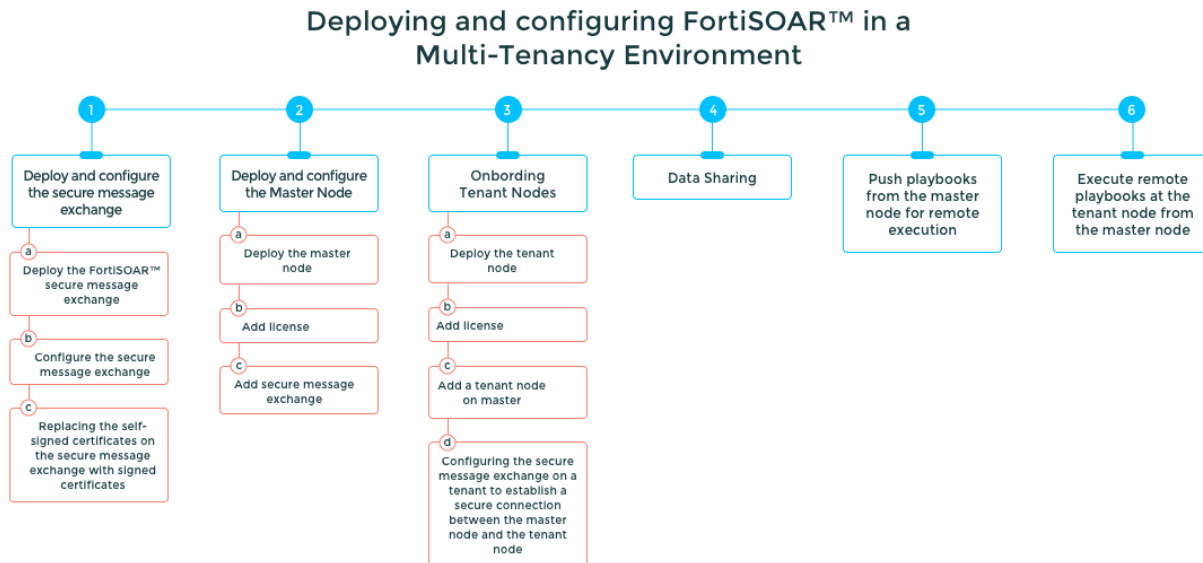 Deploying and configuring FortiSOAR™ in a
Multi-Tenancy Environment
1
Deploy and configure
the secure message
exchange
a
Deploy the FortiSOAR™
secure message
exchange
b
Configure the secure
message exchange
c
Replacing the self-
signed certificates on
the secure message
exchange with signed
certificates
2
Deploy and configure
the Master Node
a
Deploy the master
node
b
Add license
c
Add secure message
exchange
3
Onbording
Tenant Nodes
a
Deploy the tenant
node
b
Add license
c
Add a tenant node
on master
d
Configuring the secure
message exchange on a
tenant to establish a
secure connection
between the master
node and the tenant
node
4
Data Sharing
5
Push playbooks
from the master
node for remote
execution
6
Execute remote
playbooks at the
tenant node from
the master node